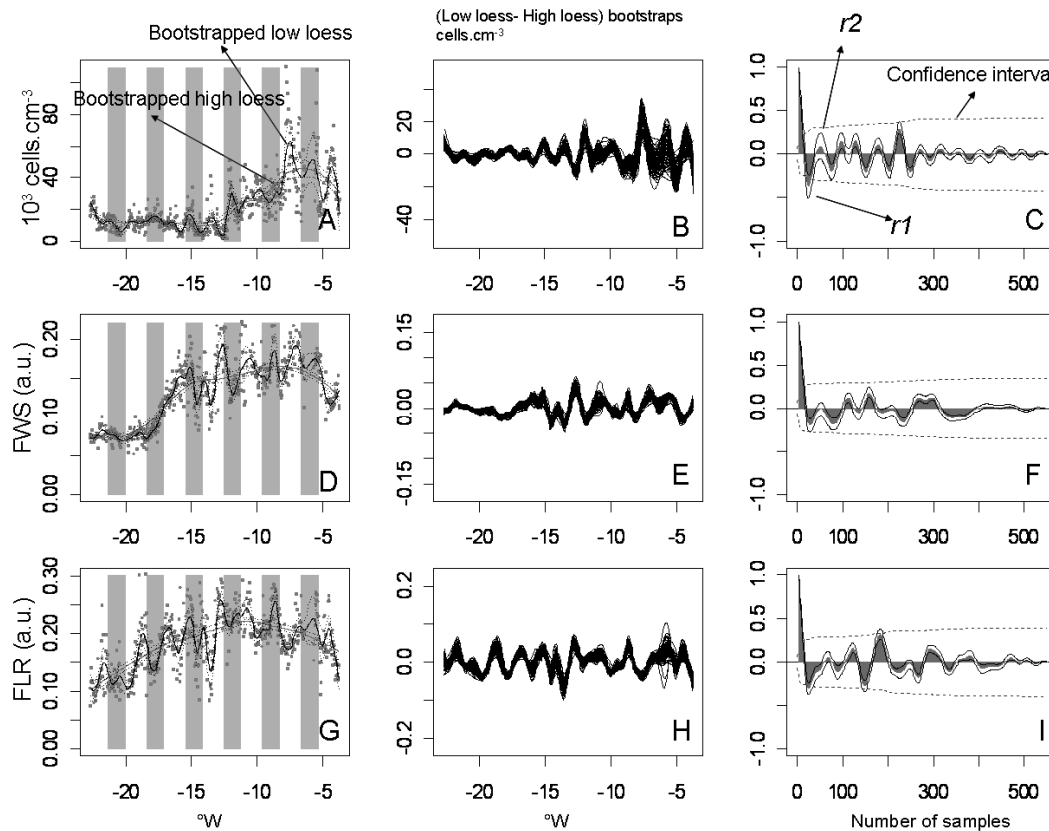 (Low loess- High loess) bootstraps
cells.cm⁻³
Bootstrapped low loess
Bootstrapped high loess
r2
Confidence interva
r1
10³ cells.cm⁻³
0 40 80
-20 -15 -10 -5
A
-40 0 20
-20 -15 -10 -5
B
-1.0 0.0 0.5 1.0
0 100 300 500
C
FWS (a.u.)
0.00 0.10 0.20
-20 -15 -10 -5
D
-0.15 0.00 0.15
-20 -15 -10 -5
E
-1.0 0.0 0.5 1.0
0 100 300 500
F
FLR (a.u.)
0.00 0.10 0.20 0.30
-20 -15 -10 -5
G
°W
-0.2 0.0 0.2
-20 -15 -10 -5
H
°W
-1.0 0.0 0.5 1.0
0 100 300 500
I
Number of samples